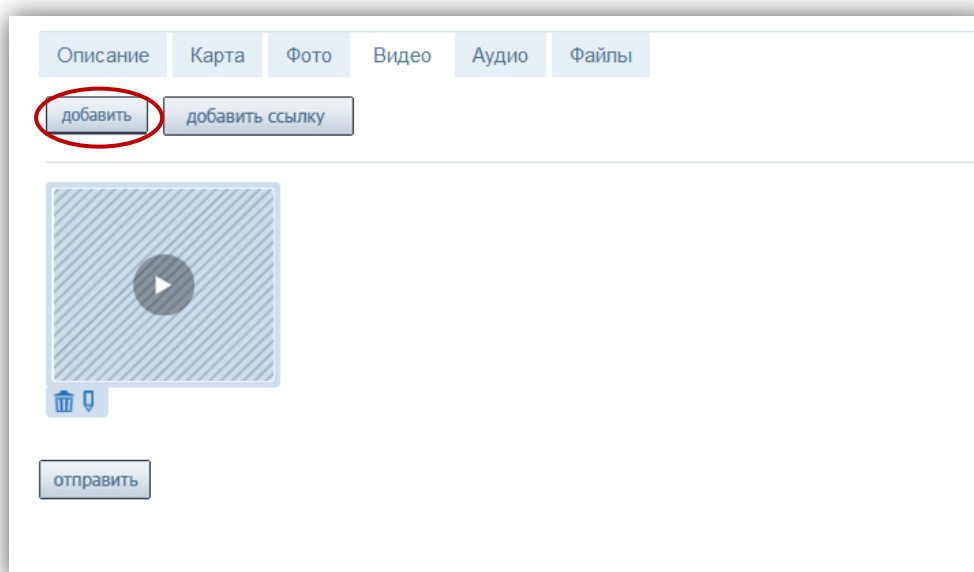 Описание Карта Фото Видео Аудио Файлы
добавить добавить ссылку
отправить